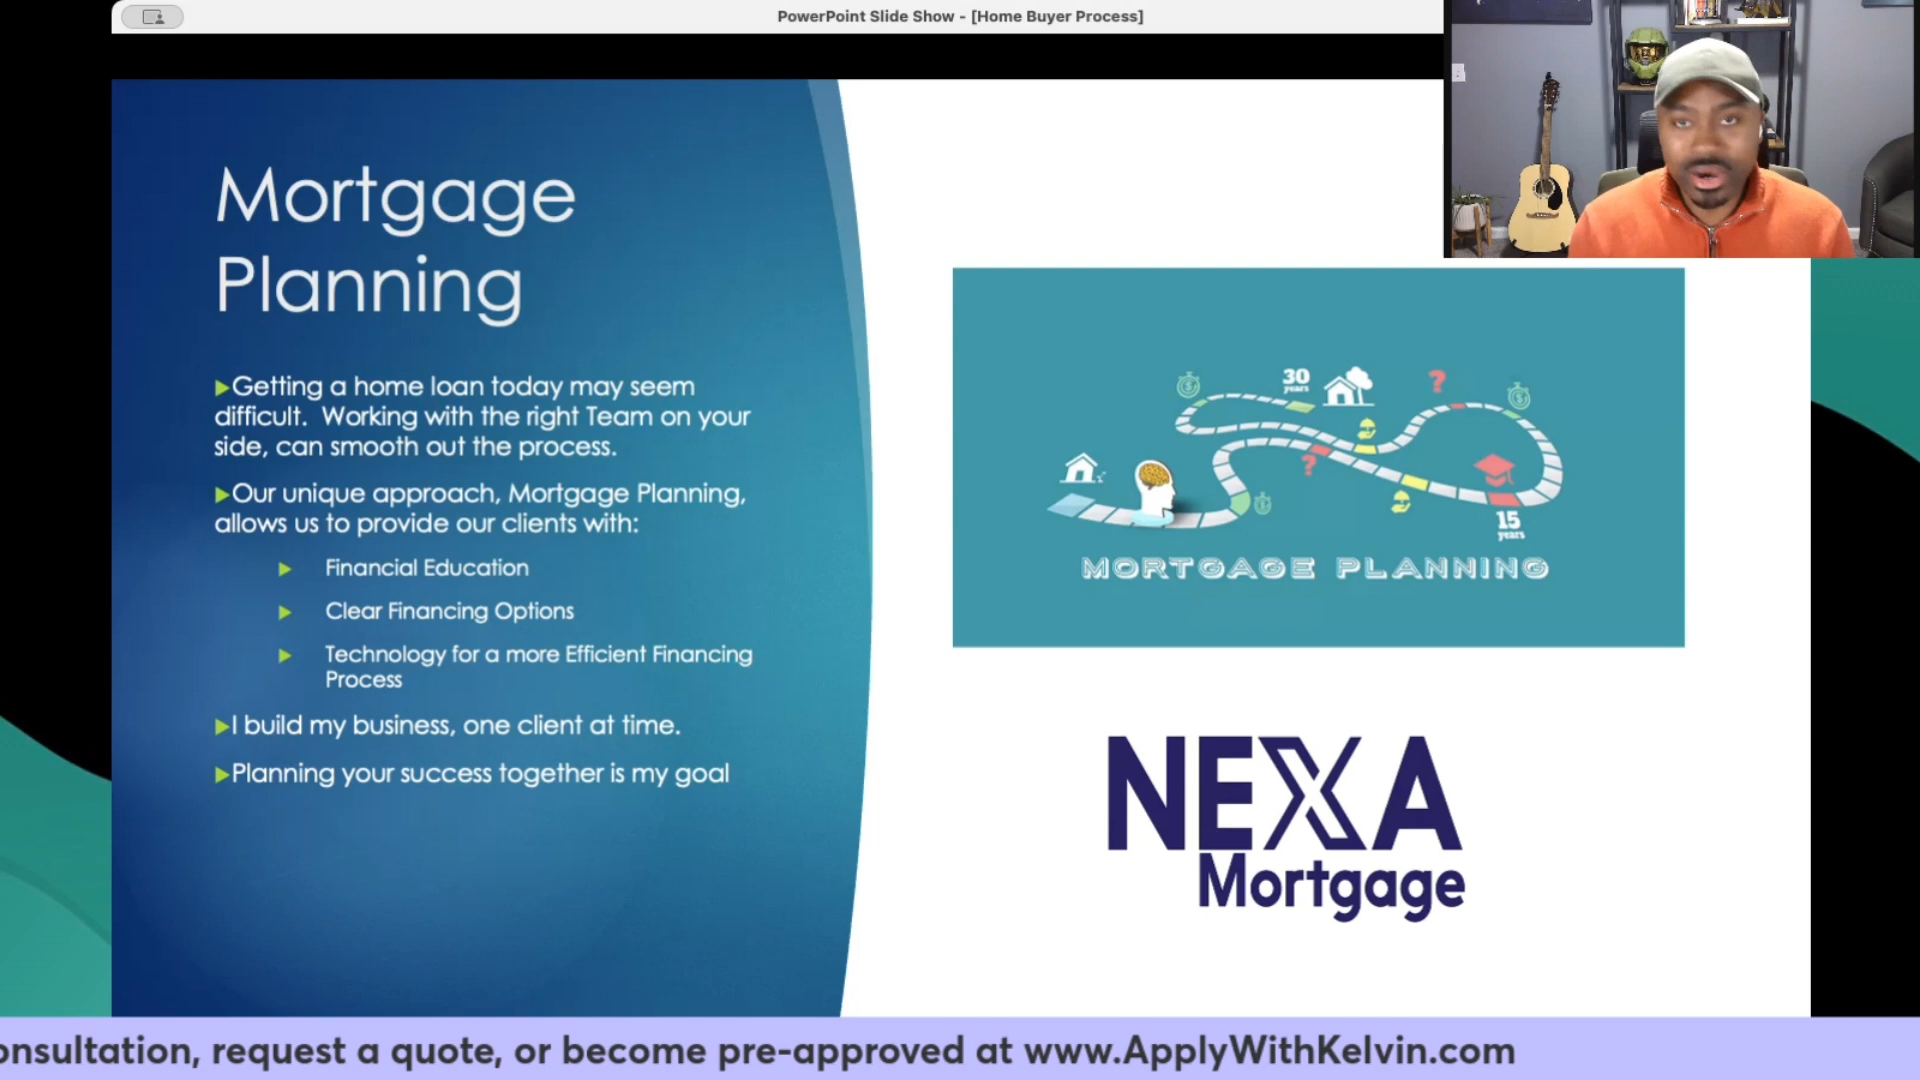 PowerPoint Slide Show - [Home Buyer Process]
Mortgage
Planning
Getting a home loan today may seem
difficult. Working with the right Team on your
side, can smooth out the process.
Our unique approach, Mortgage Planning,
allows us to provide our clients with:
Financial Education
Clear Financing Options
Technology for a more Efficient Financing
Process
I build my business, one client at time.
Planning your success together is my goal
30
years
?
?
15
years
MORTGAGE PLANNING
NEXA
Mortgage
onsultation, request a quote, or become pre-approved at www.ApplyWithKelvin.com